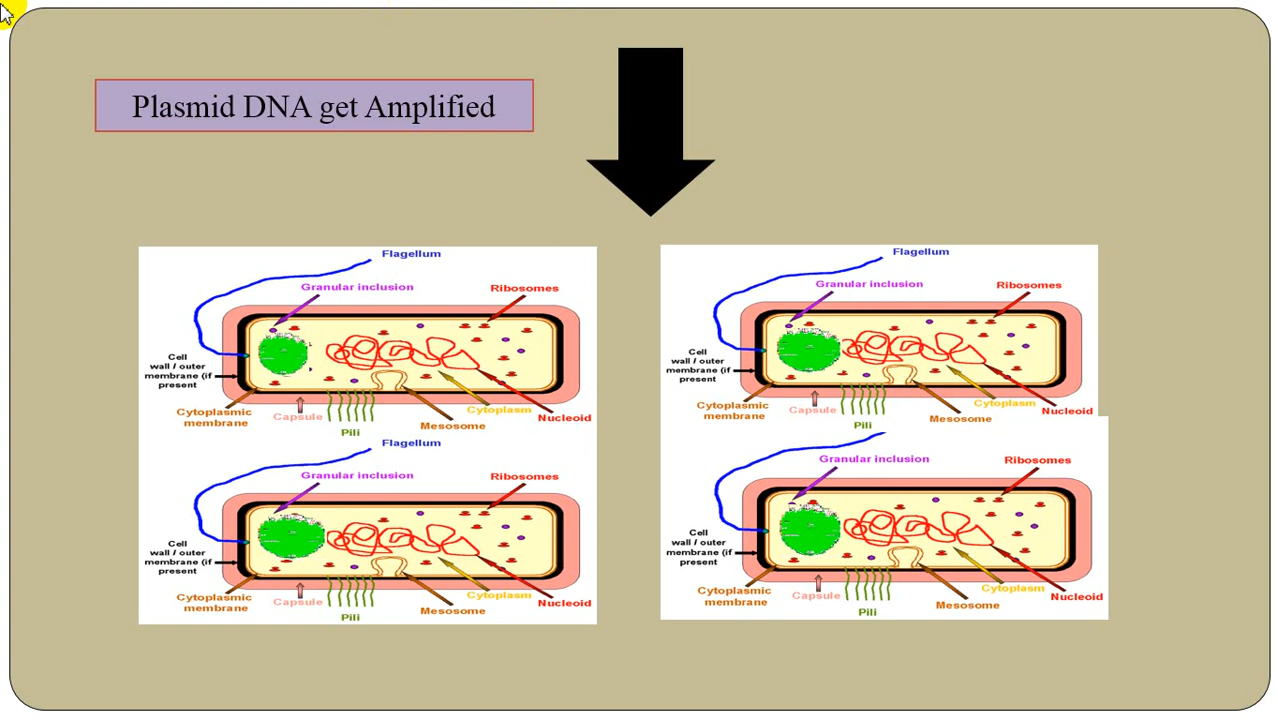 Plasmid DNA get Amplified
Flagellum
Granular inclusion
Ribosomes
Cell
wall / outer
membrane (if
present
Cytoplasmic
membrane
Capsule
Pili
Mesosome
Cytoplasm
Nucleoid
Flagellum
Granular inclusion
Ribosomes
Cell
wall / outer
membrane (if
present
Cytoplasmic
membrane
Capsule
Pili
Mesosome
Cytoplasm
Nucleoid
Flagellum
Granular inclusion
Ribosomes
Cell
wall / outer
membrane (if
present
Cytoplasmic
membrane
Capsule
Pili
Mesosome
Cytoplasm
Nucleoid
Granular inclusion
Ribosomes
Cell
wall / outer
membrane (if
present
Cytoplasmic
membrane
Capsule
Pili
Mesosome
Cytoplasm
Nucleoid